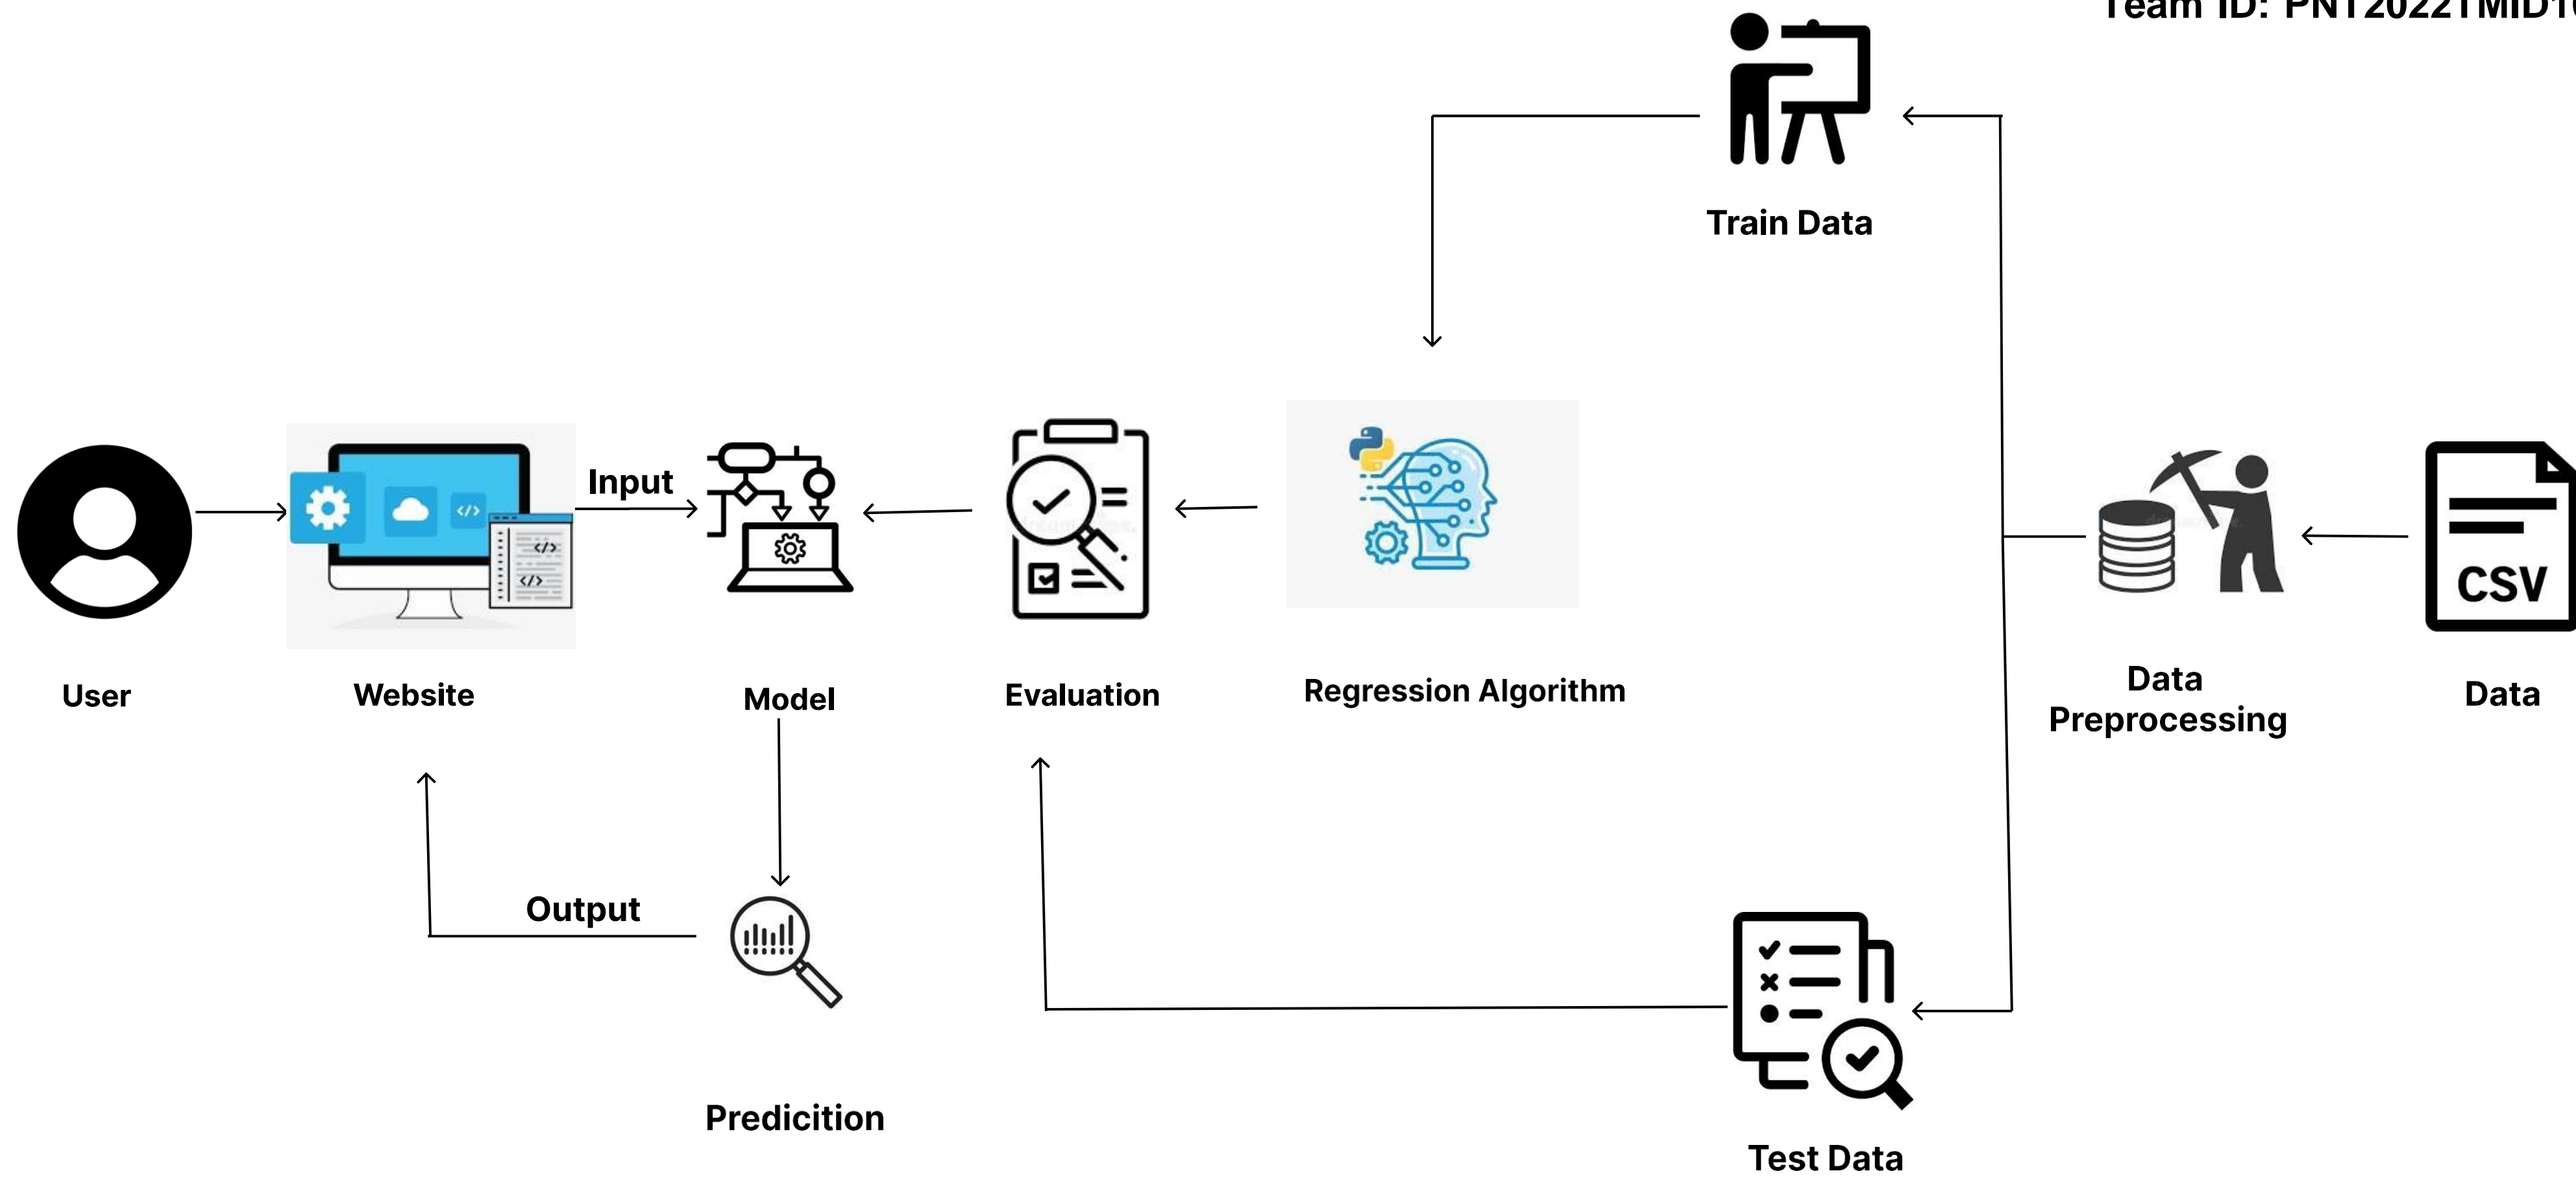 Team ID: PNT2022TMID1
Train Data
Input
</>
</>
</>
CSV
User
Website
Model
Evaluation
Regression Algorithm
Data
Preprocessing
Data
Output
Predicition
Test Data